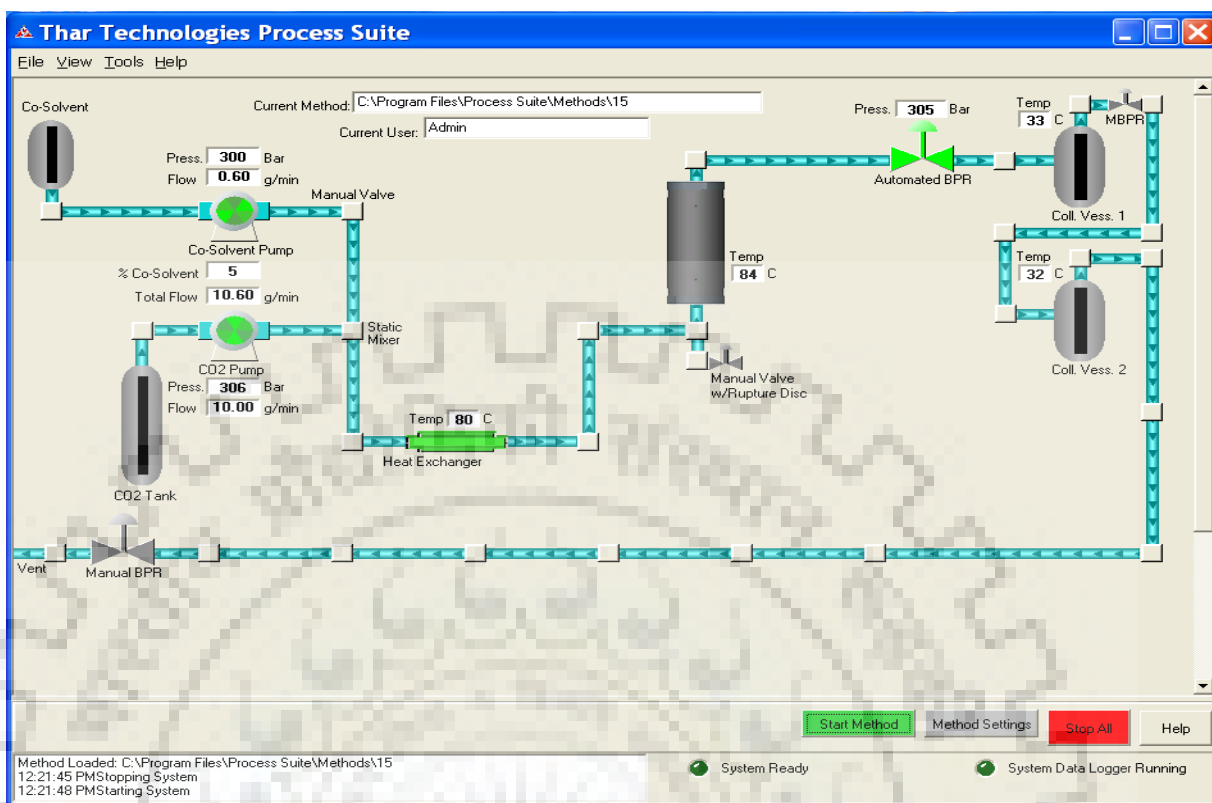 Thar Technologies Process Suite
File View Tools Help
Co-Solvent
Current Method: C:\Program Files\Process Suite\Methods\15
Current User: Admin
Press. 305 Bar
Temp
33 C
MBPR
Press. 300 Bar
Flow 0.60 g/min
Manual Valve
Automated BPR
Coll. Vess. 1
Co-Solvent Pump
% Co-Solvent 5
Total Flow 10.60 g/min
Temp
84 C
Temp
32 C
Static
Mixer
CO2 Pump
Press. 306 Bar
Flow 10.00 g/min
Manual Valve
w/Rupture Disc
Coll. Vess. 2
Temp 80 C
Heat Exchanger
CO2 Tank
Vent
Manual BPR
Start Method Method Settings Stop All Help
Method Loaded: C:\Program Files\Process Suite\Methods\15
12:21:45 PMStopping System
12:21:48 PMStarting System
System Ready
System Data Logger Running